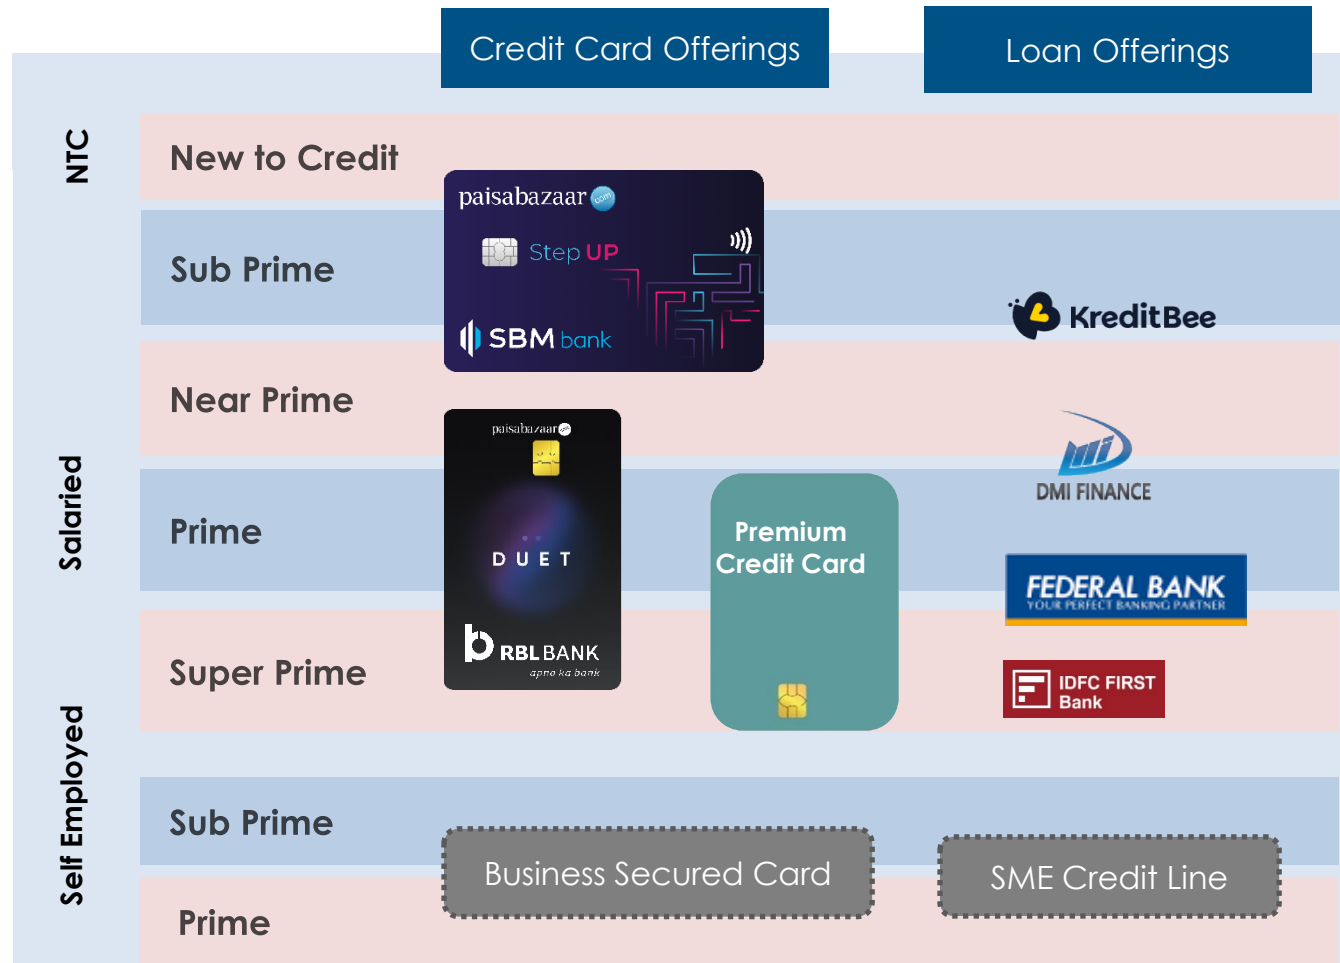 Credit Card Offerings
Loan Offerings
NTC
New to Credit
paisabazaar.com
Step UP
SBM bank
Sub Prime
KreditBee
Near Prime
Salaried
paisabazaar
DÜET
RBL BANK
apno ka bank
DMI FINANCE
Prime
Premium
Credit Card
FEDERAL BANK
YOUR PERFECT BANKING PARTNER
Super Prime
IDFC FIRST
Bank
Self Employed
Sub Prime
Business Secured Card
SME Credit Line
Prime